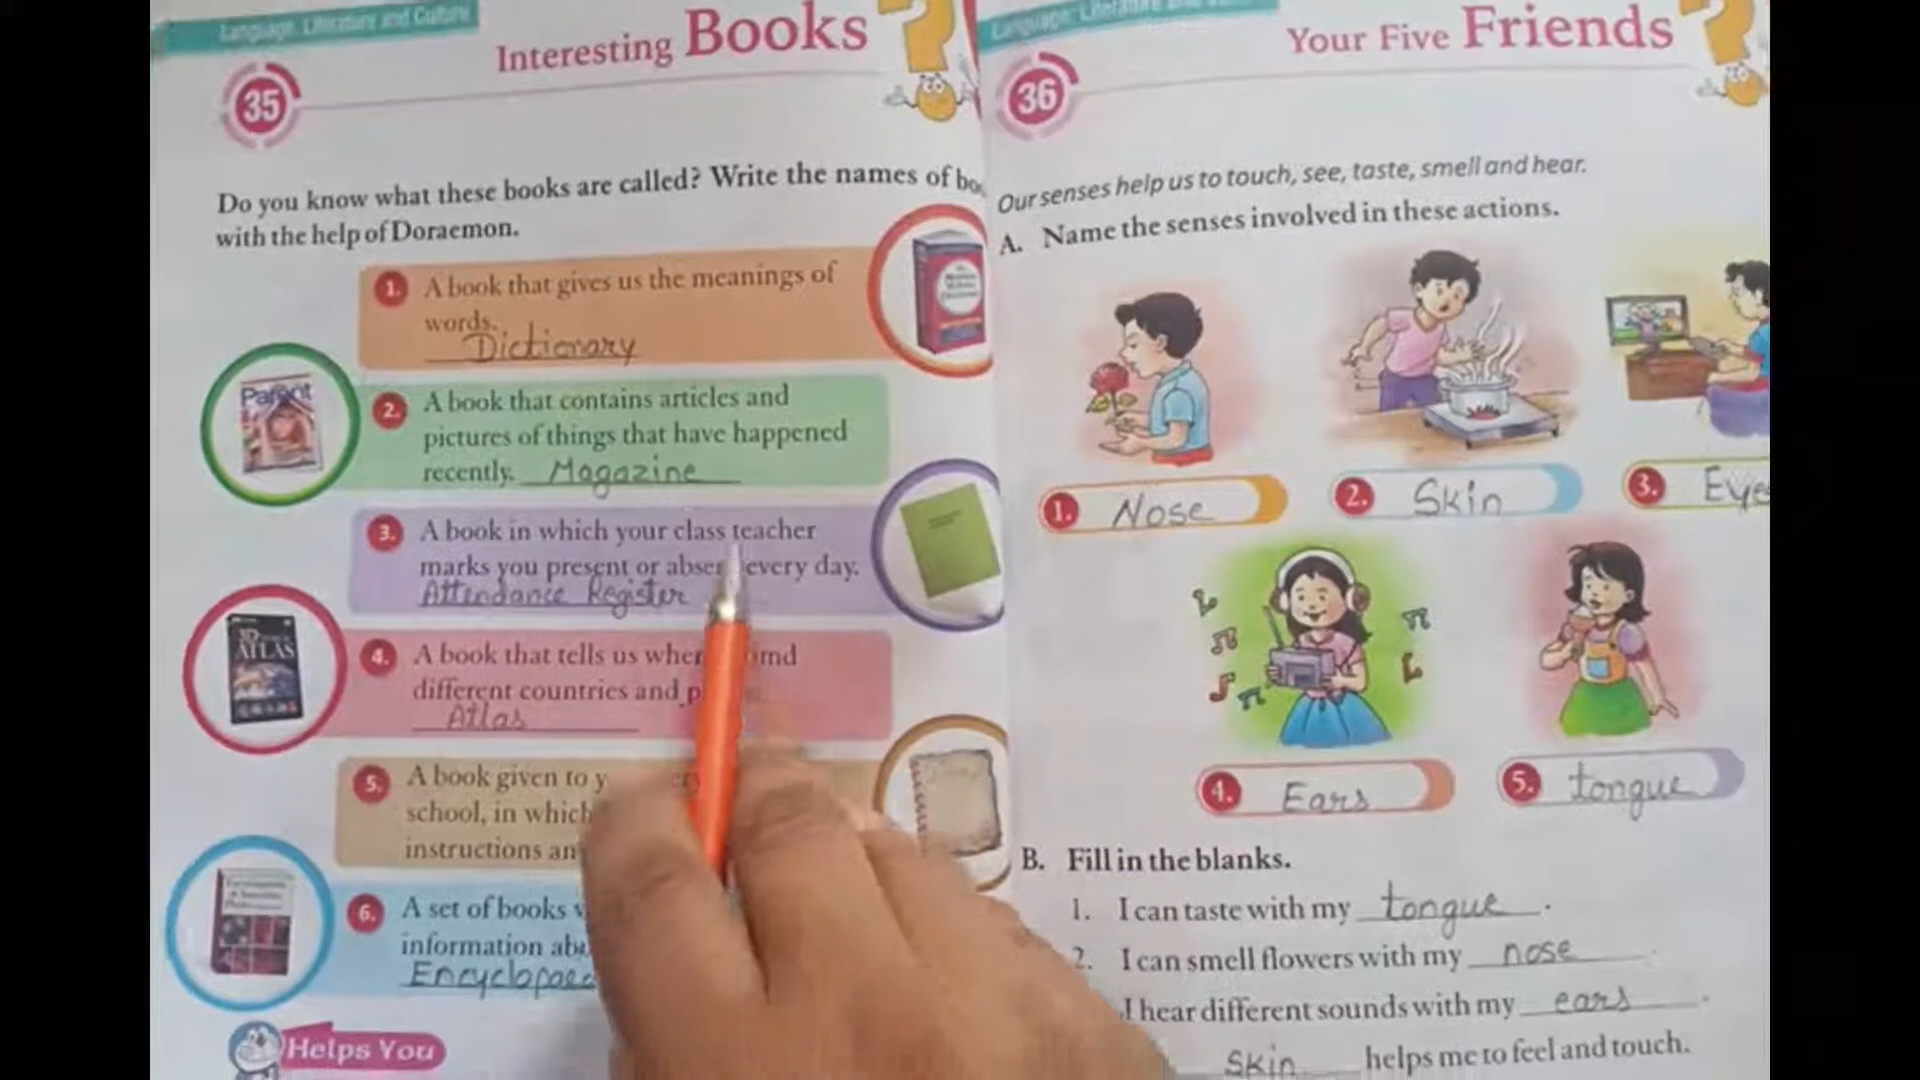 Language, Literature and Culture
35
Interesting Books
Do you know what these books are called? Write the names of
with the help of Doraemon.
1. A book that gives us the meanings of
words.
Dictionary
2. A book that contains articles and
pictures of things that have happened
recently. Magazine
Parent
3. A book in which your class teacher
marks you present or every day.
Attendance Register
4. A book that tells us
different countries and
Atlas
3D
ATLAS
5. A book given to
school, in which
instructions
6. A set of books
information
Helps You
Language, Literature
36
Your Five Friends
Our senses help us to touch, see, taste, smell and hear.
A. Name the senses involved in these actions.
1. Nose
2. Skin
3. Eye
4. Ears
5. tongue
B. Fill in the blanks.
1. I can taste with my tongue.
2. I can smell flowers with my nose.
I hear different sounds with my ears.
Skin helps me to feel and touch.